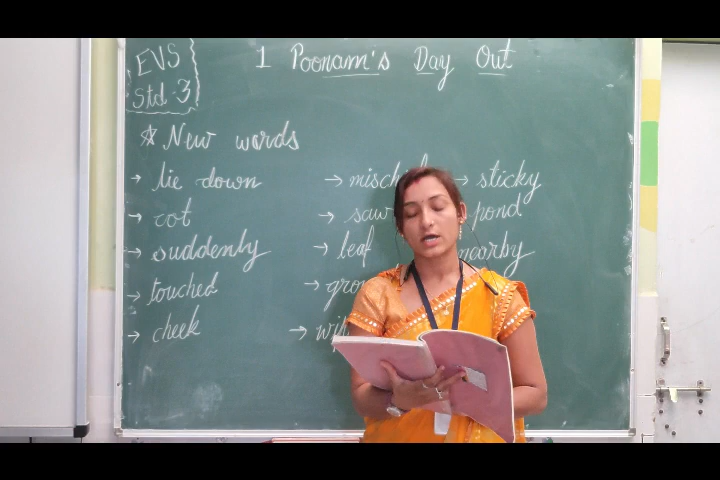 EVS
Std-3
1 Poonam's Day Out
☆ New words
→ lie down
→ cot
→ suddenly
→ touched
→ cheek
→ saw
→ leaf
→ sticky
pond
nearby